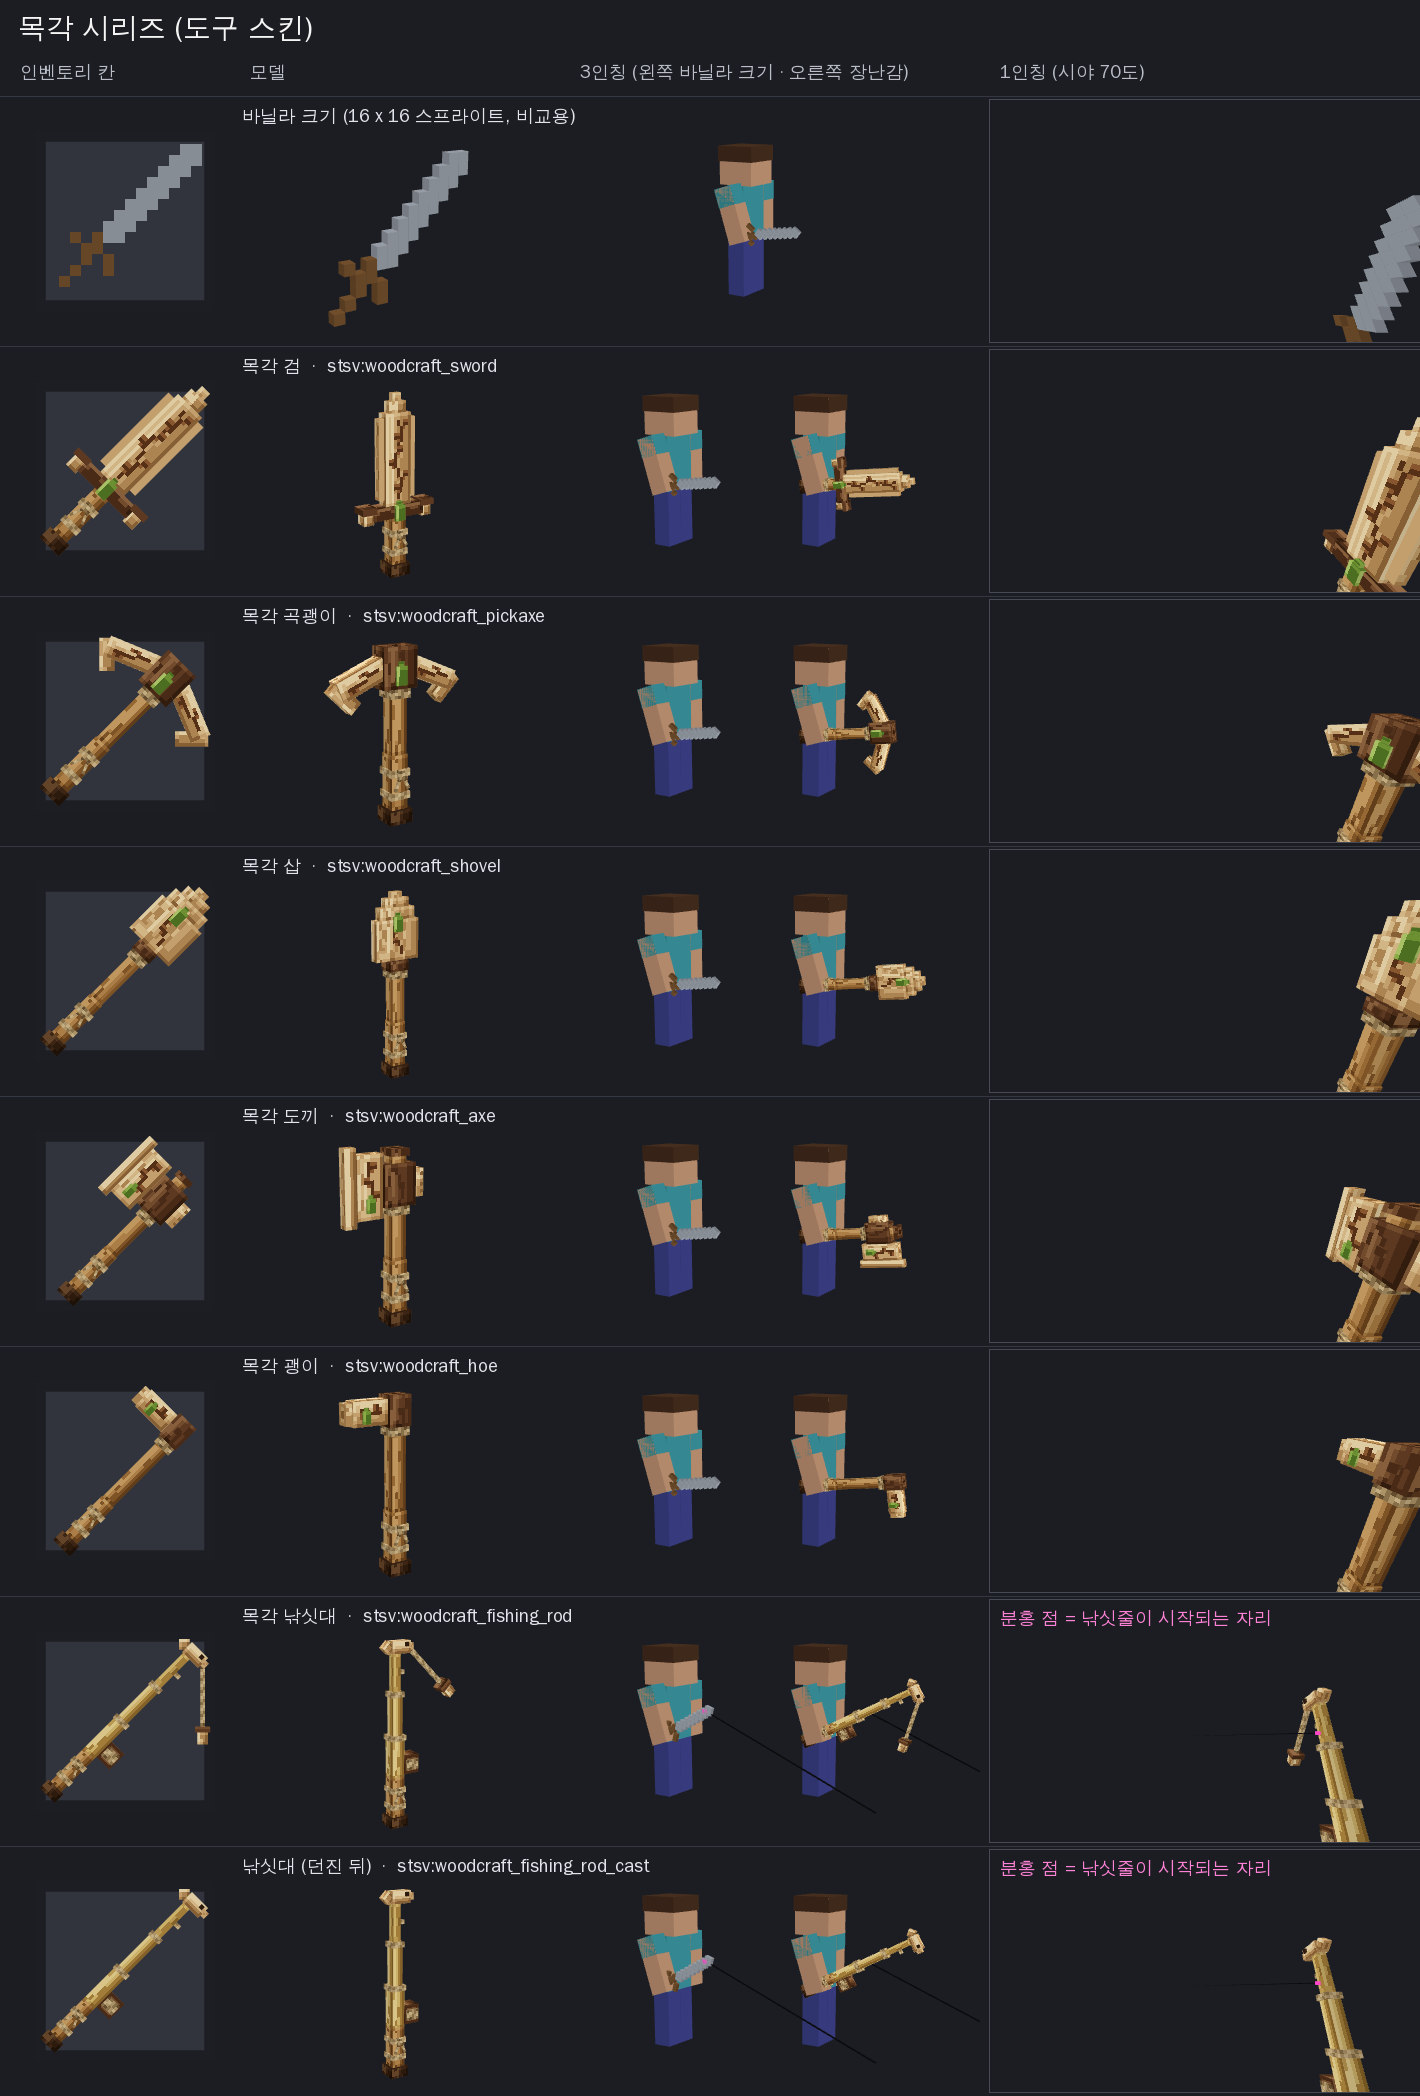 목각 시리즈 (도구 스킨)
인벤토리 칸 모델 3인칭 (왼쪽 바닐라 크기 · 오른쪽 장난감) 1인칭 (시야 70도)
바닐라 크기 (16 x 16 스프라이트, 비교용)
목각 검 · stsv:woodcraft_sword
목각 곡괭이 · stsv:woodcraft_pickaxe
목각 삽 · stsv:woodcraft_shovel
목각 도끼 · stsv:woodcraft_axe
목각 괭이 · stsv:woodcraft_hoe
목각 낚싯대 · stsv:woodcraft_fishing_rod
분홍 점 = 낚싯줄이 시작되는 자리
낚싯대 (던진 뒤) · stsv:woodcraft_fishing_rod_cast
분홍 점 = 낚싯줄이 시작되는 자리